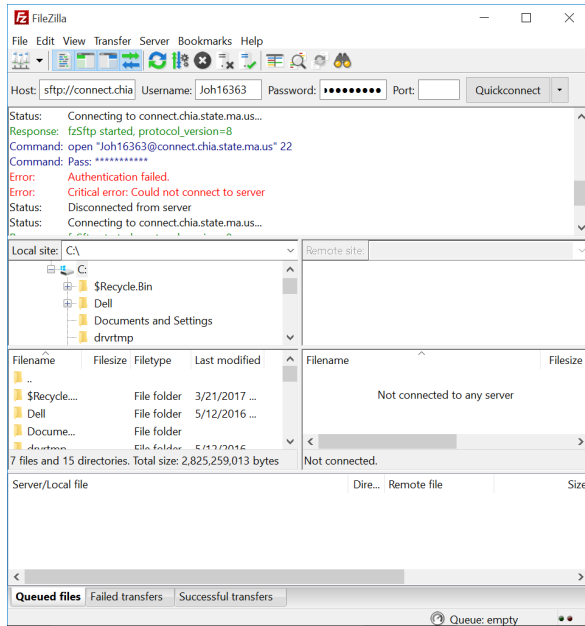 FileZilla
File Edit View Transfer Server Bookmarks Help
Host: sftp://connect.chia Username: Joh16363 Password: ●●●●●●●●● Port: Quickconnect
Status: Connecting to connect.chia.state.ma.us...
Response: fzSftp started, protocol_version=8
Command: open "Joh16363@connect.chia.state.ma.us" 22
Command: Pass: ***********
Error: Authentication failed.
Error: Critical error: Could not connect to server
Status: Disconnected from server
Status: Connecting to connect.chia.state.ma.us...
Local site: C:\ Remote site:
C:
$Recycle.Bin
Dell
Documents and Settings
drvrtmp
Filename Filesize Filetype Last modified Filename Filesize
..
$Recycle.... File folder 3/21/2017 ...
Not connected to any server
Dell File folder 5/12/2016 ...
Docume... File folder
drvrtmp File folder 5/12/2016
7 files and 15 directories. Total size: 2,825,259,013 bytes Not connected.
Server/Local file Dire... Remote file Size
Queued files Failed transfers Successful transfers
Queue: empty